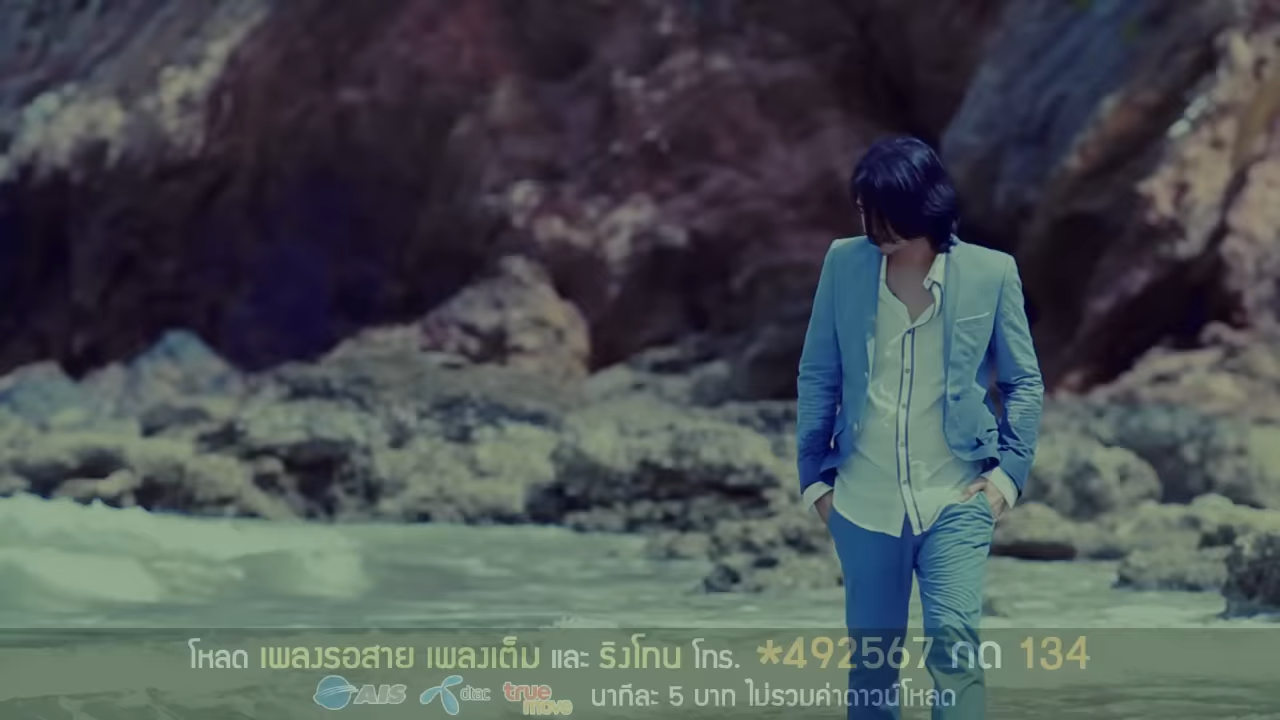 โหลด เพลงรอสาย เพลงเต็ม และ ริงโทน โทร. *492567 กด 134
AIS dtac true move นาทีละ 5 บาท ไม่รวมค่าดาวน์โหลด